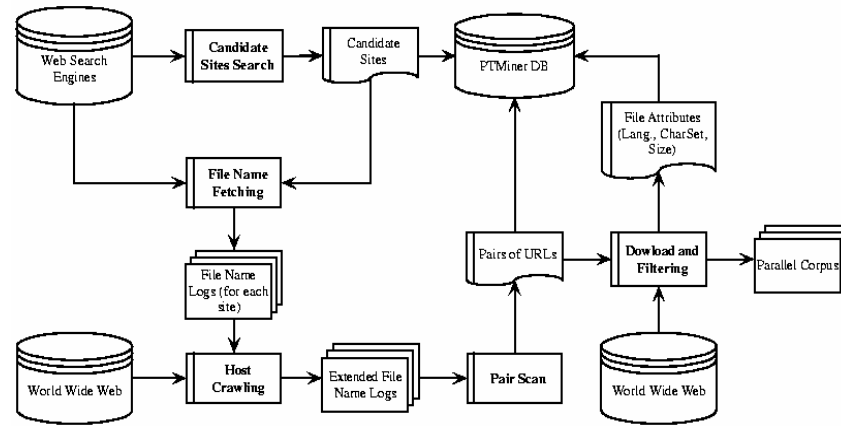 Web Search
Engines
Candidate
Sites Search
Candidate
Sites
PTMiner DB
File Attributes
(Lang., CharSet,
Size)
File Name
Fetching
File Name
Logs (for each
site)
Pairs of URLs
Dowload and
Filtering
Parallel Corpus
World Wide Web
Host
Crawling
Extended File
Name Logs
Pair Scan
World Wide Web